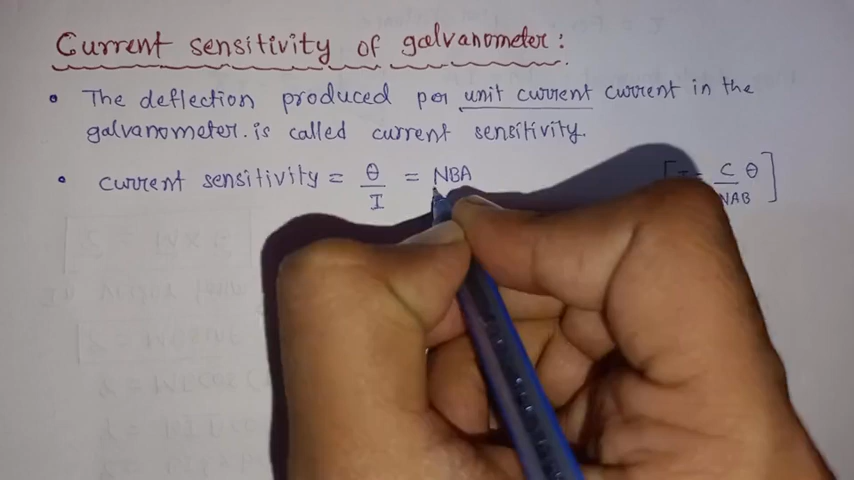 Current sensitivity of galvanometer:
• The deflection produced per unit current current in the
galvanometer. is called current sensitivity.
• current sensitivity = θ/I = NBA [ C θ/NAB ]